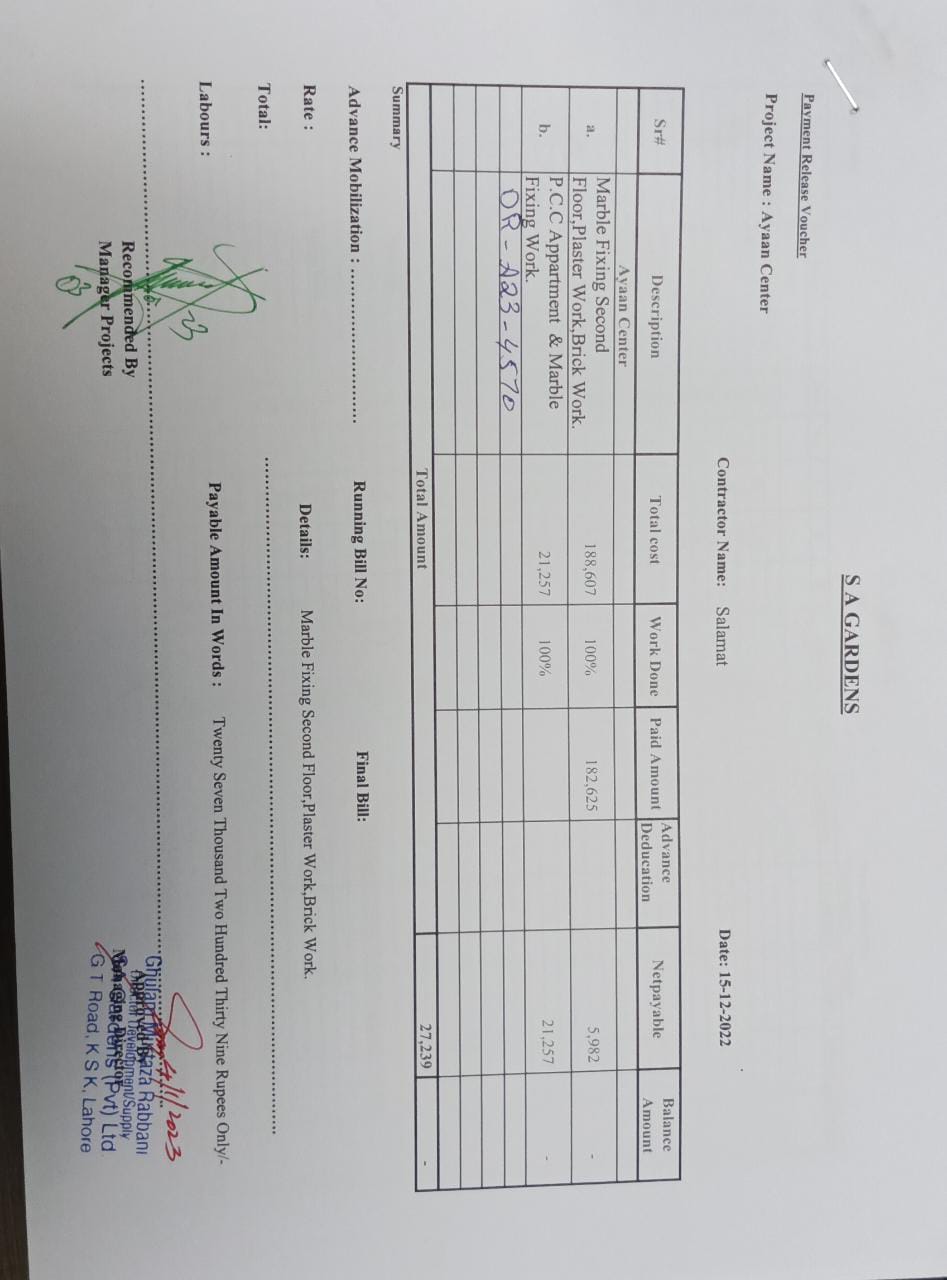 S A GARDENS
Payment Release Voucher
Project Name : Ayaan Center Contractor Name: Salamat Date: 15-12-2022
Sr# Description Total cost Work Done Paid Amount Advance Deducation Netpayable Balance Amount
Ayaan Center
a. Marble Fixing Second Floor,Plaster Work,Brick Work. 188,607 100% 182,625 5,982 -
b. P.C.C Appartment & Marble Fixing Work. 21,257 100% 21,257 -
OR - A23 - 4570
Total Amount 27,239 -
Summary
Advance Mobilization : .................. Running Bill No: Final Bill:
Rate : Details: Marble Fixing Second Floor,Plaster Work,Brick Work.
Total:
Labours : Payable Amount In Words : Twenty Seven Thousand Two Hundred Thirty Nine Rupees Only/-
Recommended By
Manager Projects
Approved By
Managing Director
Ghulam Murtaza Rabbani
Director Development/Supply
S.A Gardens (Pvt) Ltd
G T Road, K S K, Lahore